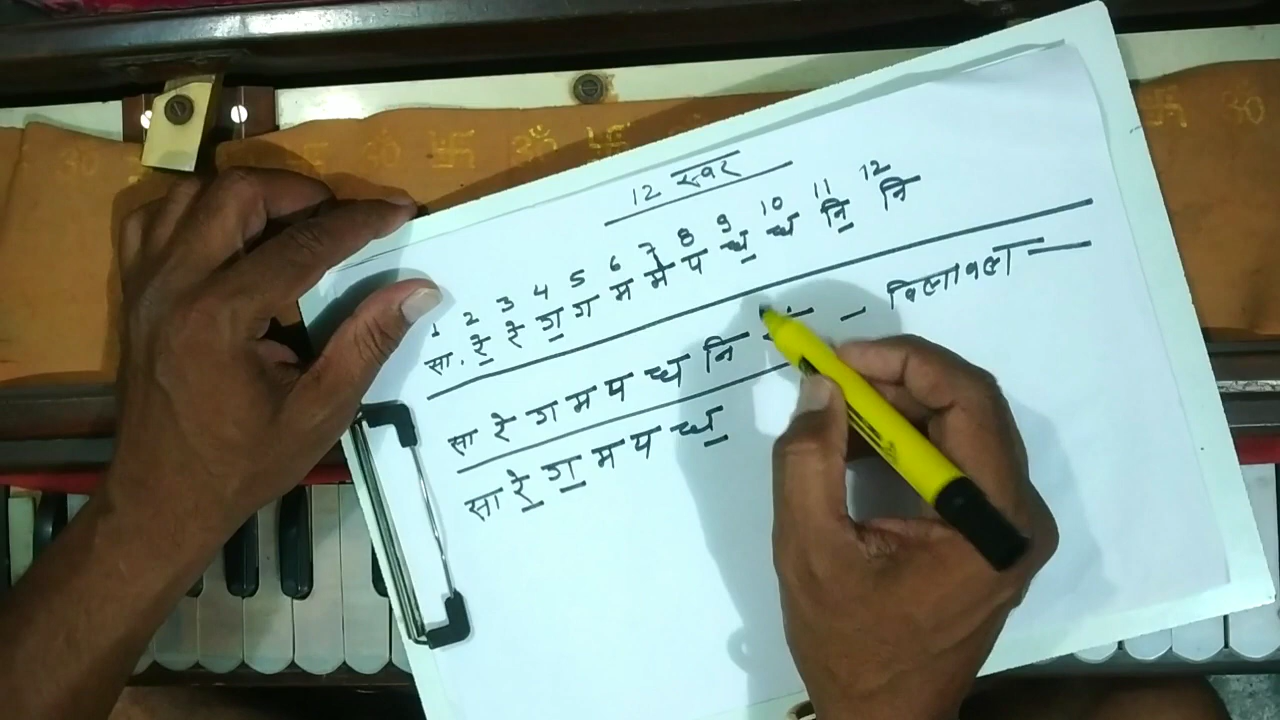 12 स्वर
1 2 3 4 5 6 7 8 9 10 11 12
सा. रे॒ रे ग॒ ग म म॑ प ध॒ ध नि॒ नि
सा रे ग म प ध नि - बिलावल
सा रे॒ ग॒ म प ध॒